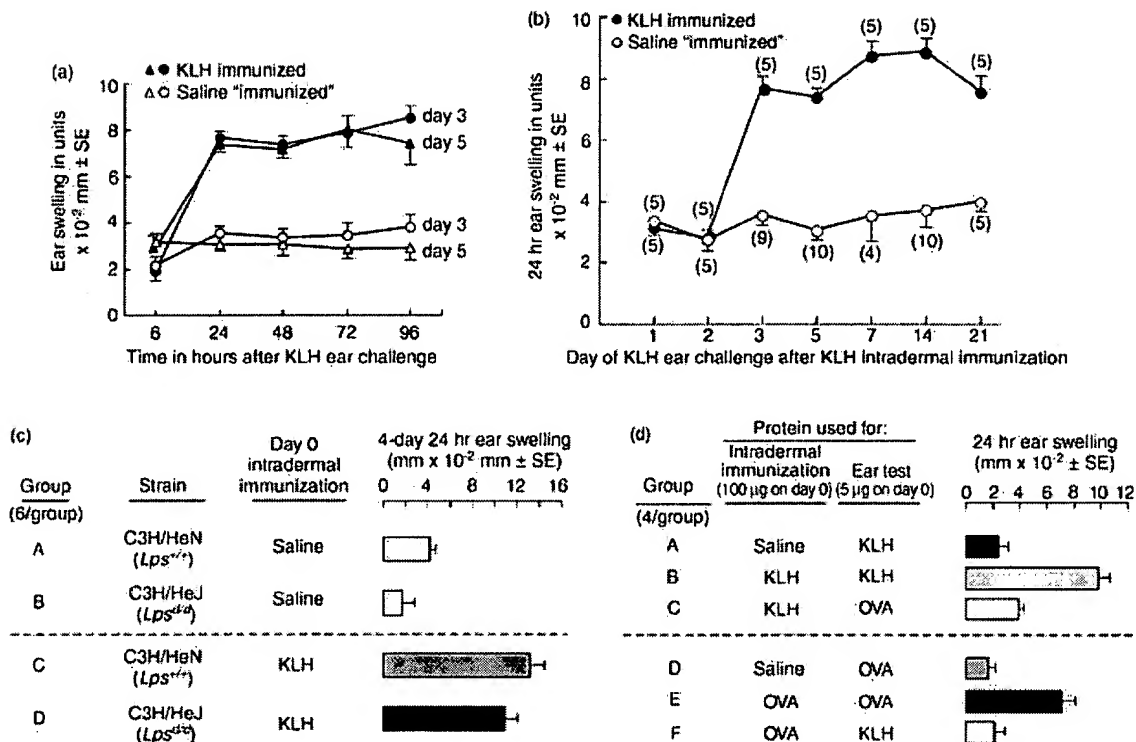 (a)
▲ ● KLH immunized
△ ○ Saline "immunized"
Ear swelling in units
x 10⁻² mm ± SE
10
8
6
4
2
0
day 3
day 5
day 3
day 5
6 24 48 72 96
Time in hours after KLH ear challenge
(b)
● KLH immunized
○ Saline "immunized"
24 hr ear swelling in units
x 10⁻² mm ± SE
10
8
6
4
2
0
(5) (5) (5) (5) (5) (5) (5)
(5) (5) (9) (10) (4) (10) (5)
1 2 3 5 7 14 21
Day of KLH ear challenge after KLH Intradermal immunization
(c)
Group
(6/group)
Strain
Day 0
intradermal
immunization
4-day 24 hr ear swelling
(mm x 10⁻² mm ± SE)
0 4 8 12 16
A C3H/HeN Saline
(Lps⁺/⁺)
B C3H/HeJ Saline
(Lps^d/d)
C C3H/HeN KLH
(Lps⁺/⁺)
D C3H/HeJ KLH
(Lps^d/d)
(d)
Protein used for:
Group
(4/group)
Intradermal
immunization
(100 µg on day 0)
Ear test
(5 µg on day 0)
24 hr ear swelling
(mm x 10⁻² ± SE)
0 2 4 6 8 10 12
A Saline KLH
B KLH KLH
C KLH OVA
D Saline OVA
E OVA OVA
F OVA KLH